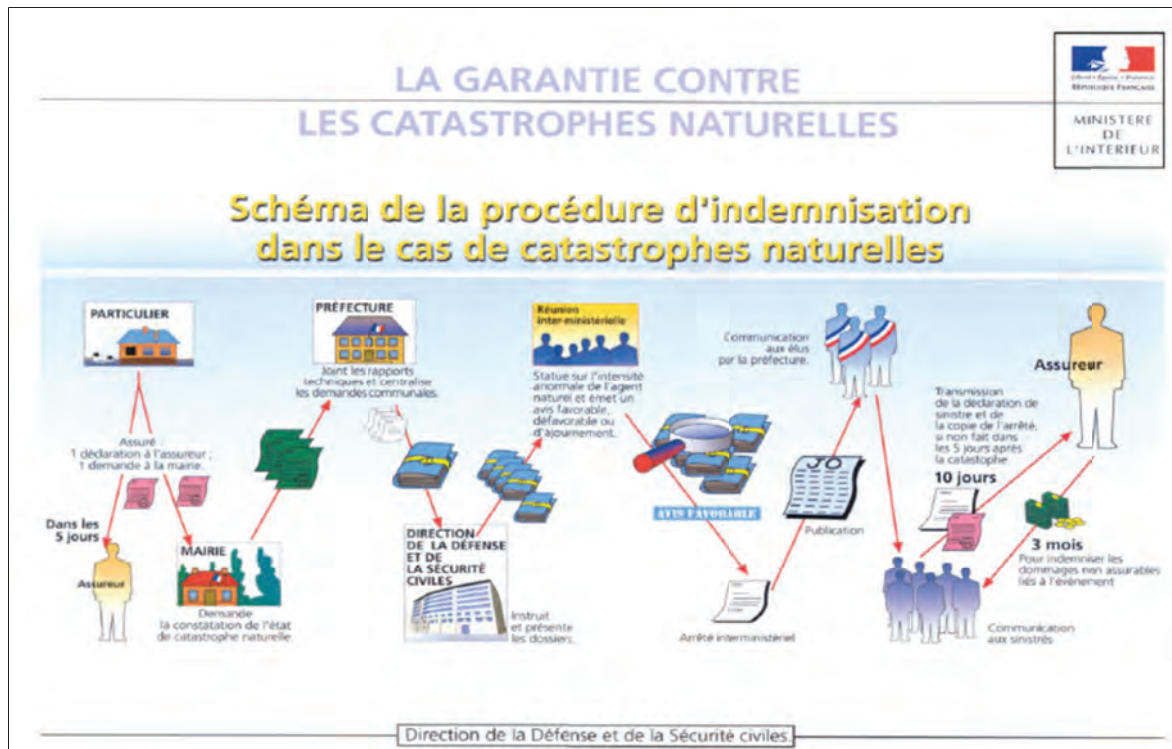 LA GARANTIE CONTRE
LES CATASTROPHES NATURELLES
RÉPUBLIQUE FRANÇAISE
MINISTERE
DE
L'INTERIEUR
Schéma de la procédure d'indemnisation
dans le cas de catastrophes naturelles
PARTICULIER
Assuré :
1 déclaration à l'assureur ;
1 demande à la mairie.
Dans les
5 jours
Assureur
MAIRIE
Demande
la constatation de l'état
de catastrophe naturelle
PRÉFECTURE
Joint les rapports
techniques et centralise
les demandes communales.
DIRECTION
DE LA DÉFENSE
ET DE
LA SÉCURITÉ
CIVILES
Instruit
et présente
les dossiers.
Réunion
inter-ministérielle
Statue sur l'intensité
anormale de l'agent
naturel et émet un
avis favorable,
défavorable ou
d'ajournement.
AVIS FAVORABLE
Arrêté interministériel
JO
Publication
Communication
aux élus
par la préfecture.
Transmission
de la déclaration de
sinistre et de
la copie de l'arrêté,
si non fait dans
les 5 jours après
la catastophe
10 jours
Assureur
3 mois
Pour indemniser les
dommages non assurables
liés à l'événement
Communication
aux sinistrés
Direction de la Défense et de la Sécurité civiles.